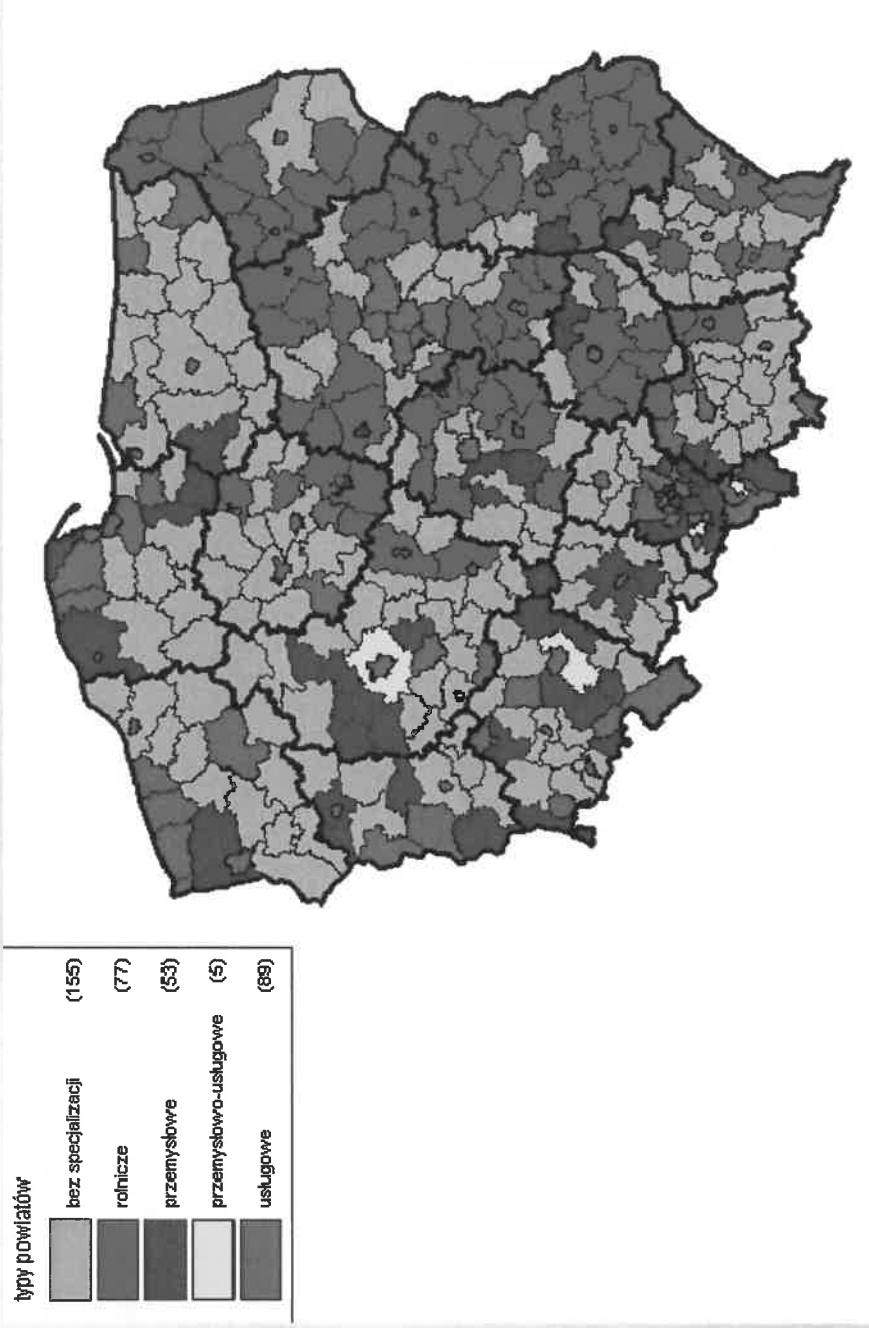 typy powiatów
bez specjalizacji (155)
rolnicze (77)
przemysłowe (53)
przemysłowo-usługowe (5)
usługowe (89)